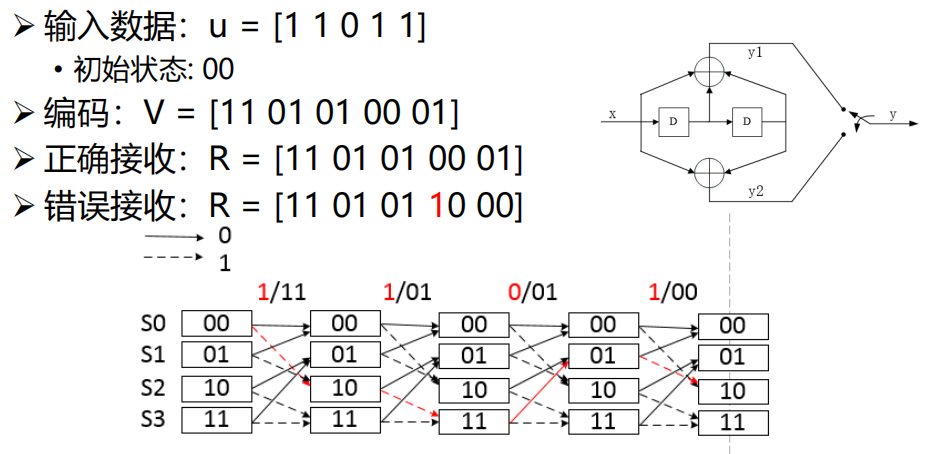 ➢ 输入数据：u = [1 1 0 1 1]
• 初始状态: 00
➢ 编码：V = [11 01 01 00 01]
➢ 正确接收：R = [11 01 01 00 01]
➢ 错误接收：R = [11 01 01 10 00]
y1
x D D y
y2
0
1
1/11 1/01 0/01 1/00
S0 00 00 00 00 00
S1 01 01 01 01 01
S2 10 10 10 10 10
S3 11 11 11 11 11